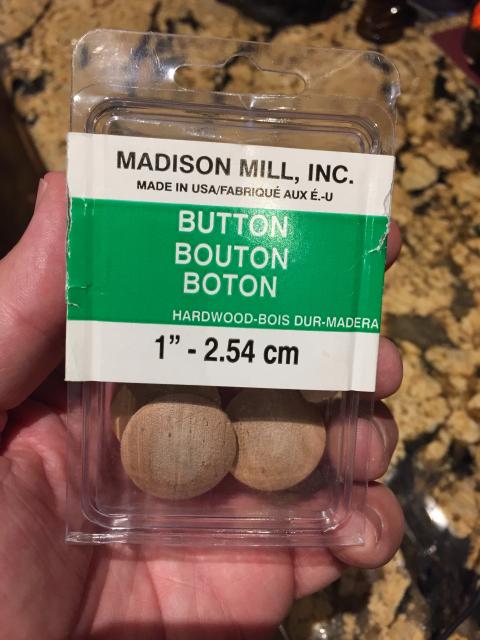 MADISON MILL, INC.
MADE IN USA/FABRIQUÉ AUX É.-U
BUTTON
BOUTON
BOTON
HARDWOOD-BOIS DUR-MADERA
1” - 2.54 cm